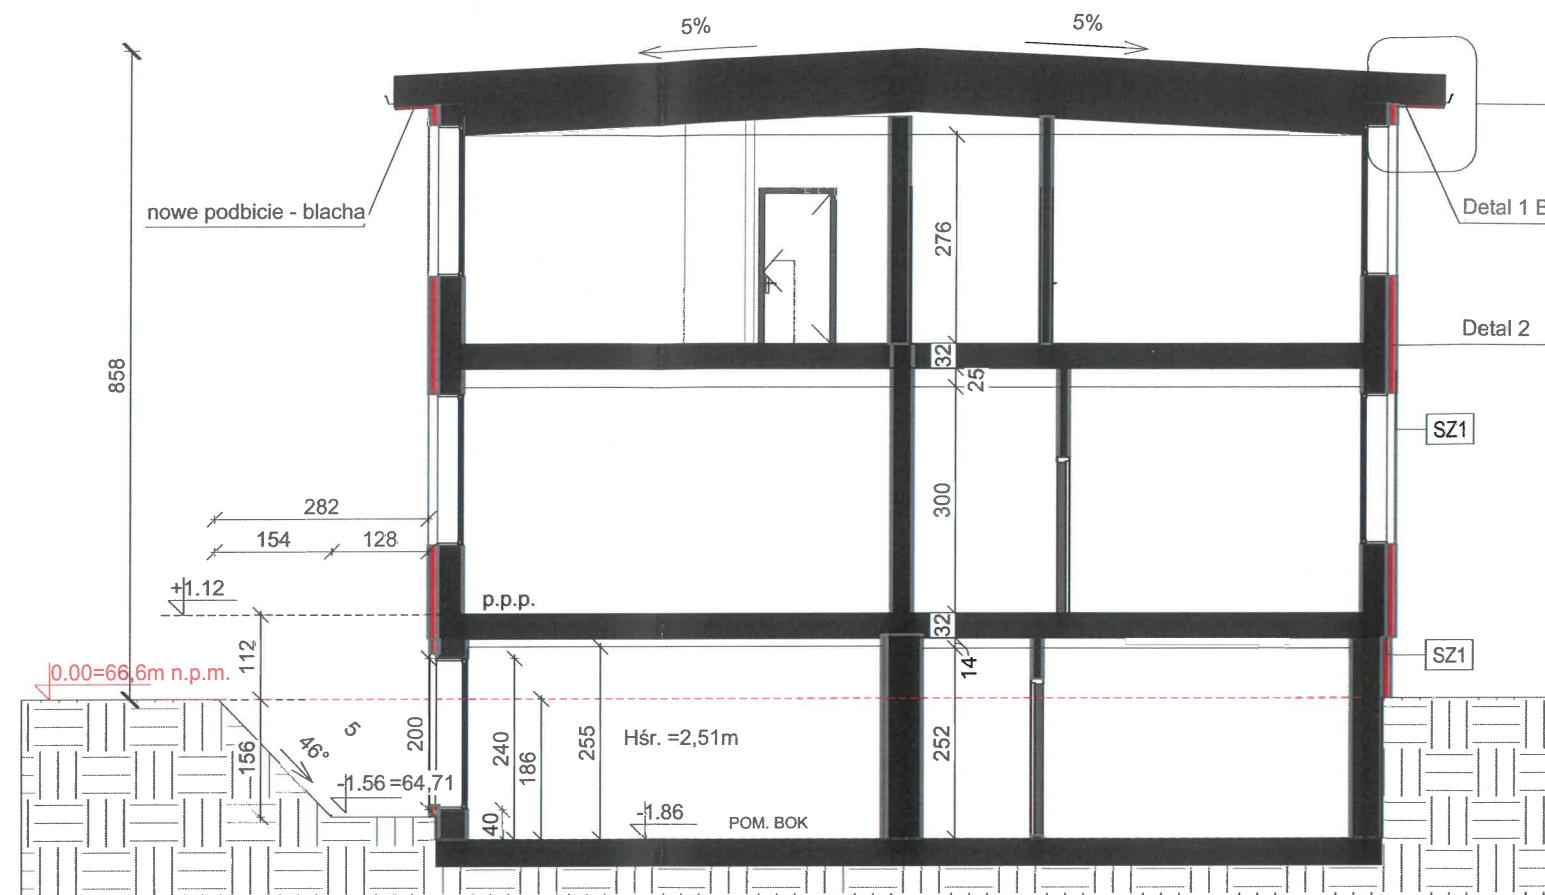 5%
5%
nowe podbicie - blacha
Detal 1 B
276
858
32
25
Detal 2
SZ1
282
154
128
300
+1.12
p.p.p.
32
112
14
SZ1
0.00=66,6m n.p.m.
5
46°
156
200
240
186
255
Hśr. =2,51m
252
-1.56 =64,71
40
-1.86
POM. BOK